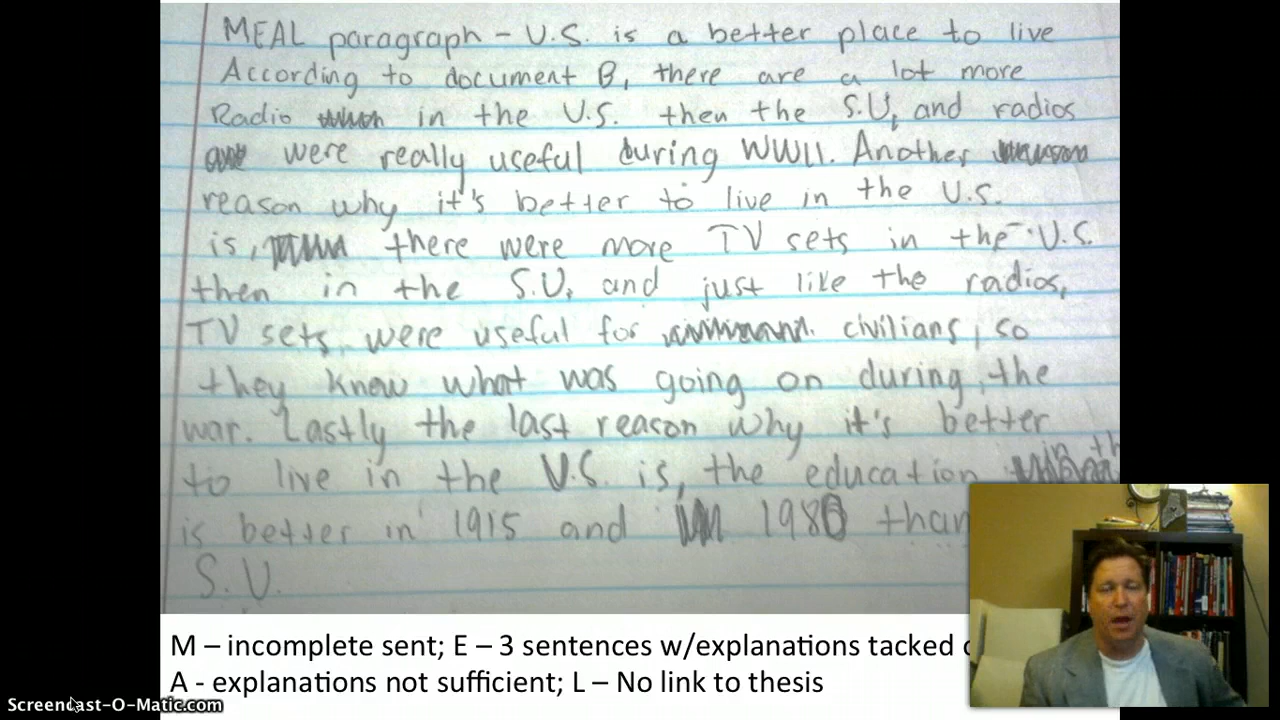 MEAL paragraph - U.S. is a better place to live
According to document B, there are a lot more
Radio in the U.S. then the S.U, and radios
were really useful during WWII. Another
reason why it's better to live in the U.S.
is, there were more TV sets in the U.S.
then in the S.U, and just like the radios,
TV sets were useful for civilians, so
they know what was going on during the
war. Lastly the last reason why it's better
to live in the U.S. is, the education in th
is better in 1915 and 1980 than
S.U.
M – incomplete sent; E – 3 sentences w/explanations tacked
A - explanations not sufficient; L – No link to thesis
Screencast-O-Matic.com